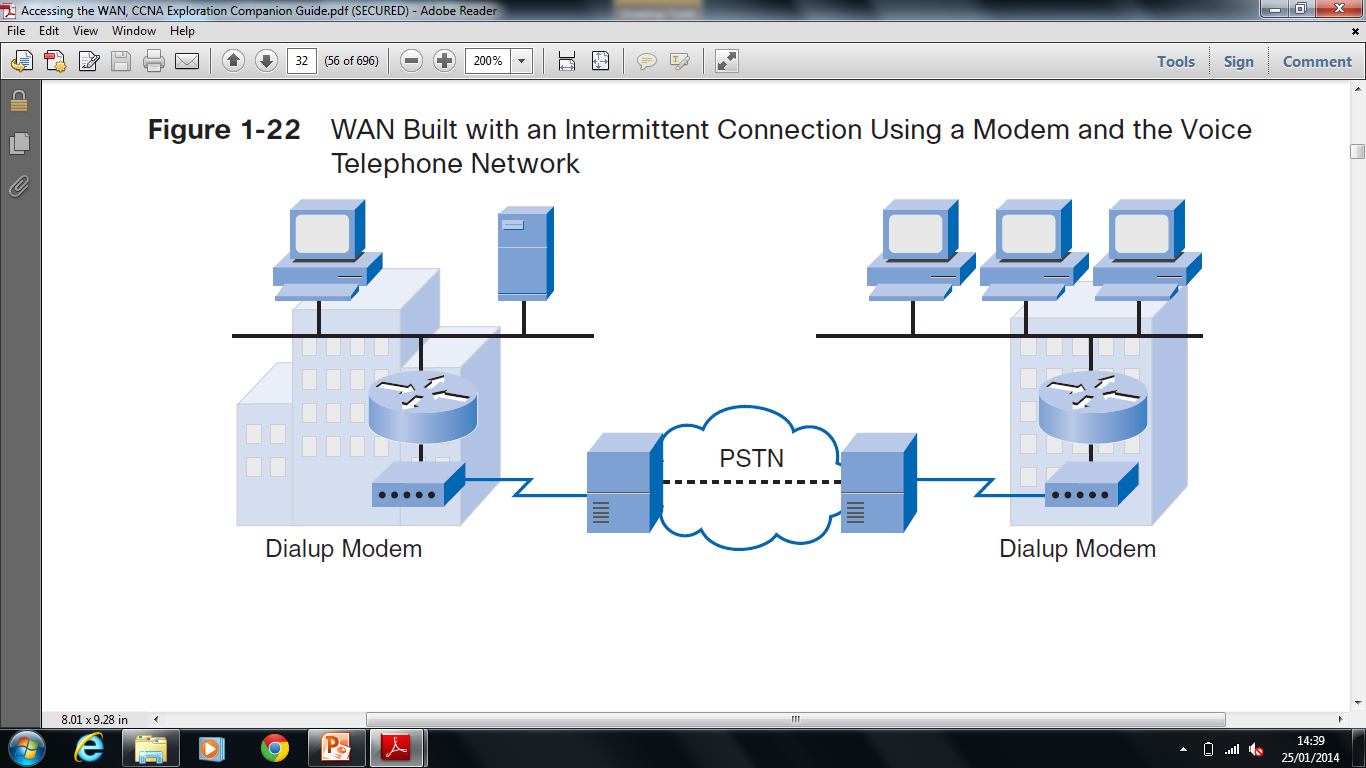 Accessing the WAN, CCNA Exploration Companion Guide.pdf (SECURED) - Adobe Reader
File Edit View Window Help
32 (56 of 696) 200% Tools Sign Comment
Figure 1-22 WAN Built with an Intermittent Connection Using a Modem and the Voice
Telephone Network
PSTN
Dialup Modem Dialup Modem
8.01 x 9.28 in
14:39
25/01/2014